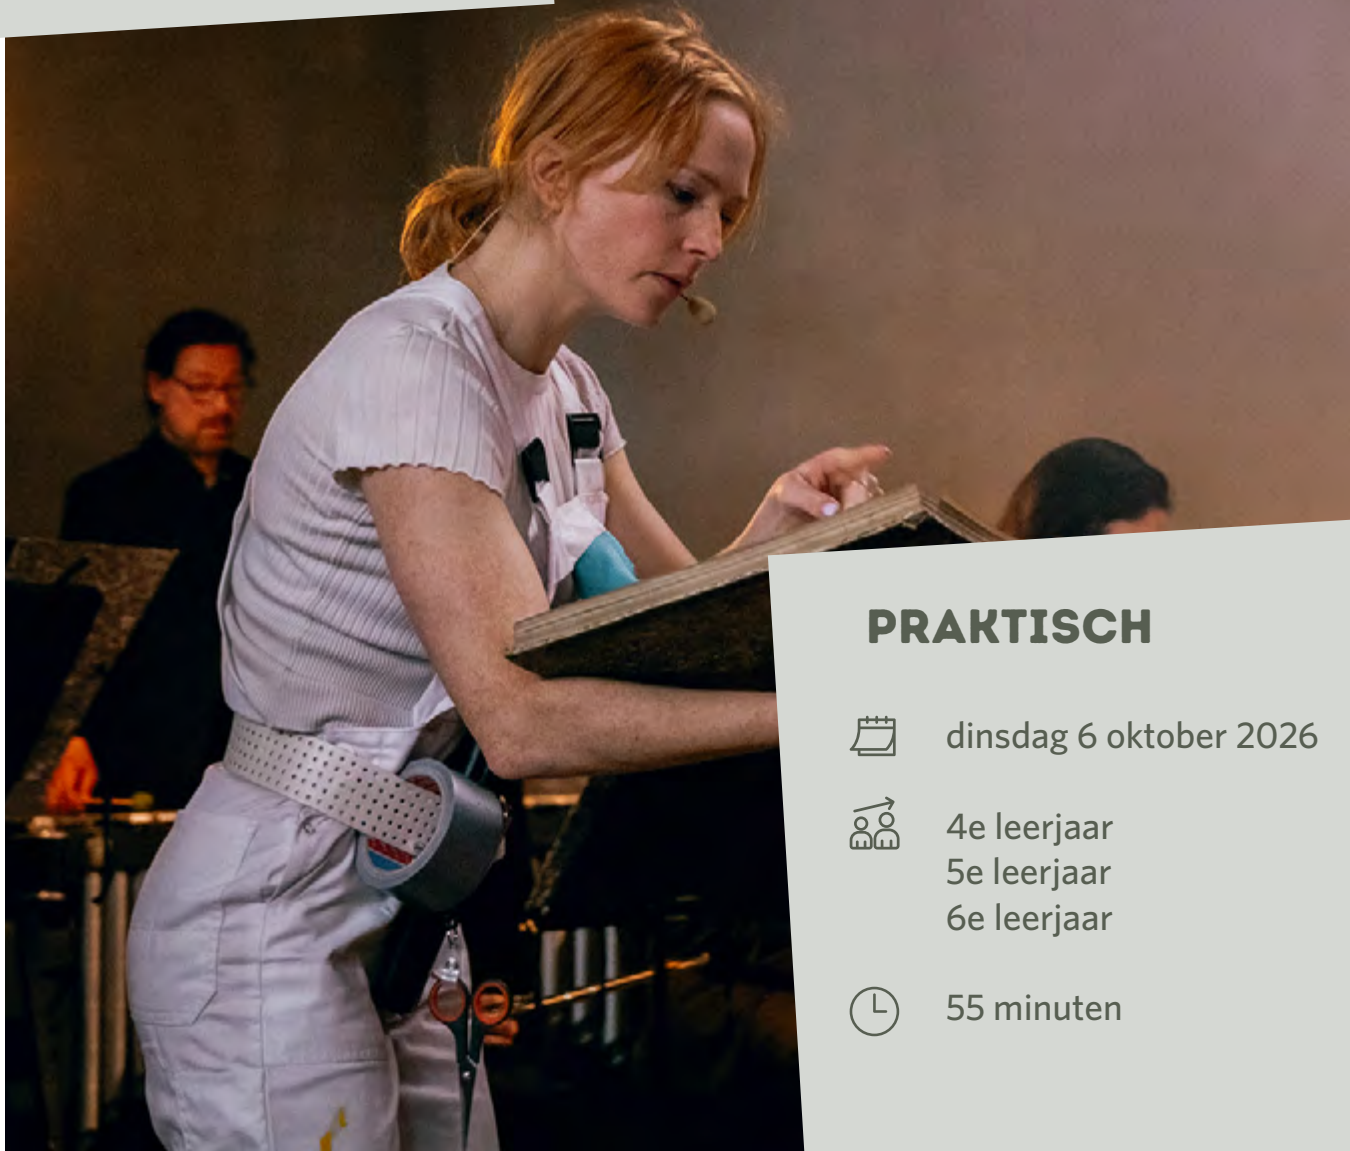 PRAKTISCH
dinsdag 6 oktober 2026
4e leerjaar
5e leerjaar
6e leerjaar
55 minuten